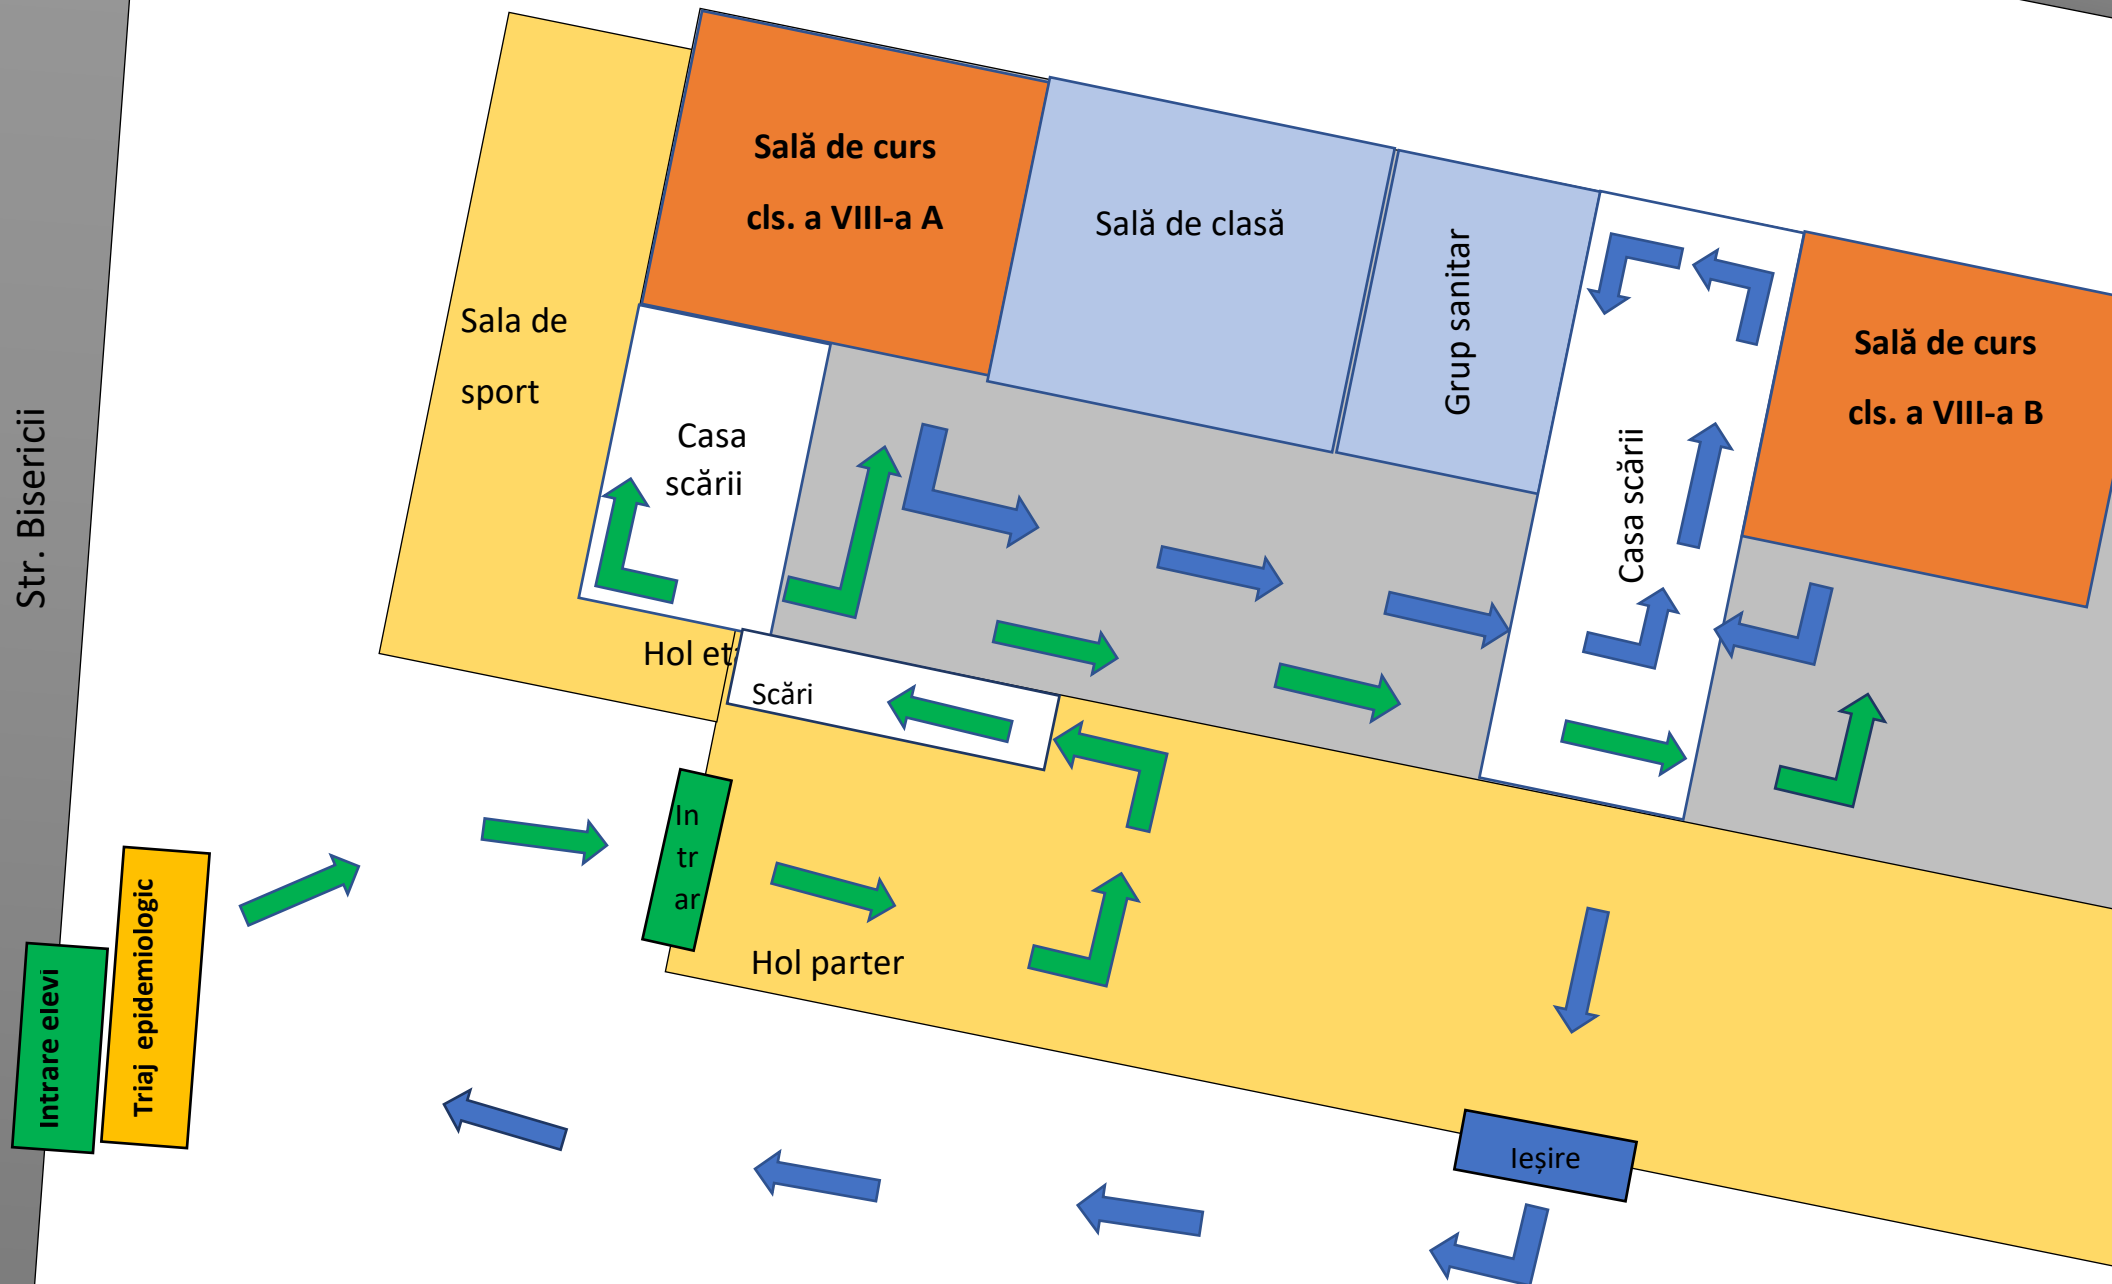 Str. Bisericii
Intrare elevi
Triaj epidemiologic
Sala de
sport
Sală de curs
cls. a VIII-a A
Sală de clasă
Grup sanitar
Casa
scării
Casa scării
Sală de curs
cls. a VIII-a B
Hol et
Scări
In
tr
ar
Hol parter
Ieșire